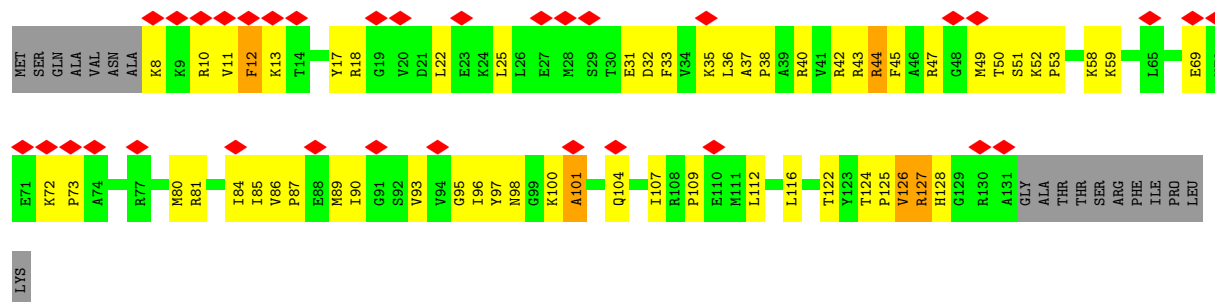 MET SER GLN ALA VAL ASN ALA K8 K9 R10 V11 F12 K13 T14 Y17 R18 G19 V20 D21 L22 E23 K24 L25 L26 E27 M28 S29 T30 E31 D32 F33 V34 K35 L36 A37 P38 A39 R40 V41 R42 R43 R44 F45 A46 R47 G48 M49 T50 S51 K52 P53 K58 K59 L65 E69
E71 K72 P73 A74 R77 M80 R81 I84 I85 V86 P87 E88 M89 I90 G91 S92 V93 V94 G95 I96 Y97 N98 G99 K100 A101 Q104 I107 R108 P109 E110 M111 L112 L116 T122 Y123 T124 P125 V126 R127 H128 G129 R130 A131 GLY ALA THR THR SER ARG PHE ILE PRO LEU
LYS